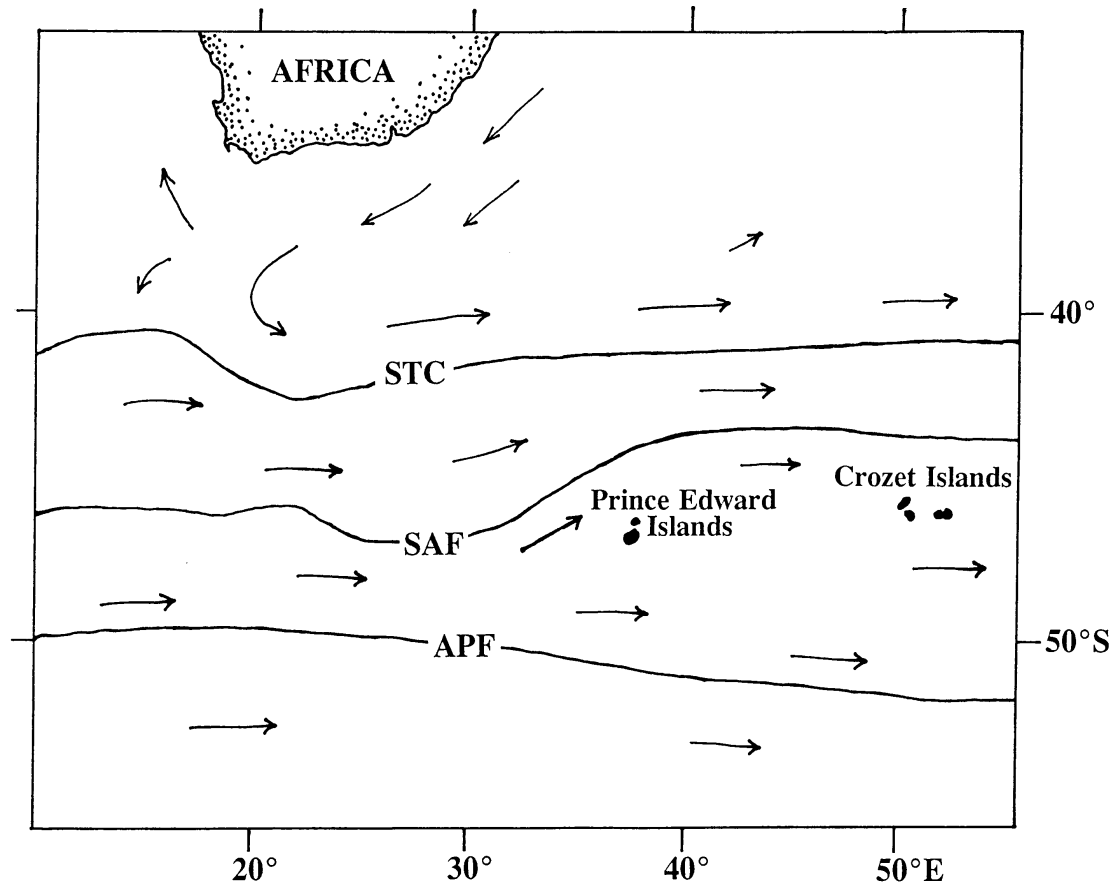 AFRICA
40°
STC
Crozet Islands
Prince Edward
Islands
SAF
50°S
APF
20°
30°
40°
50°E